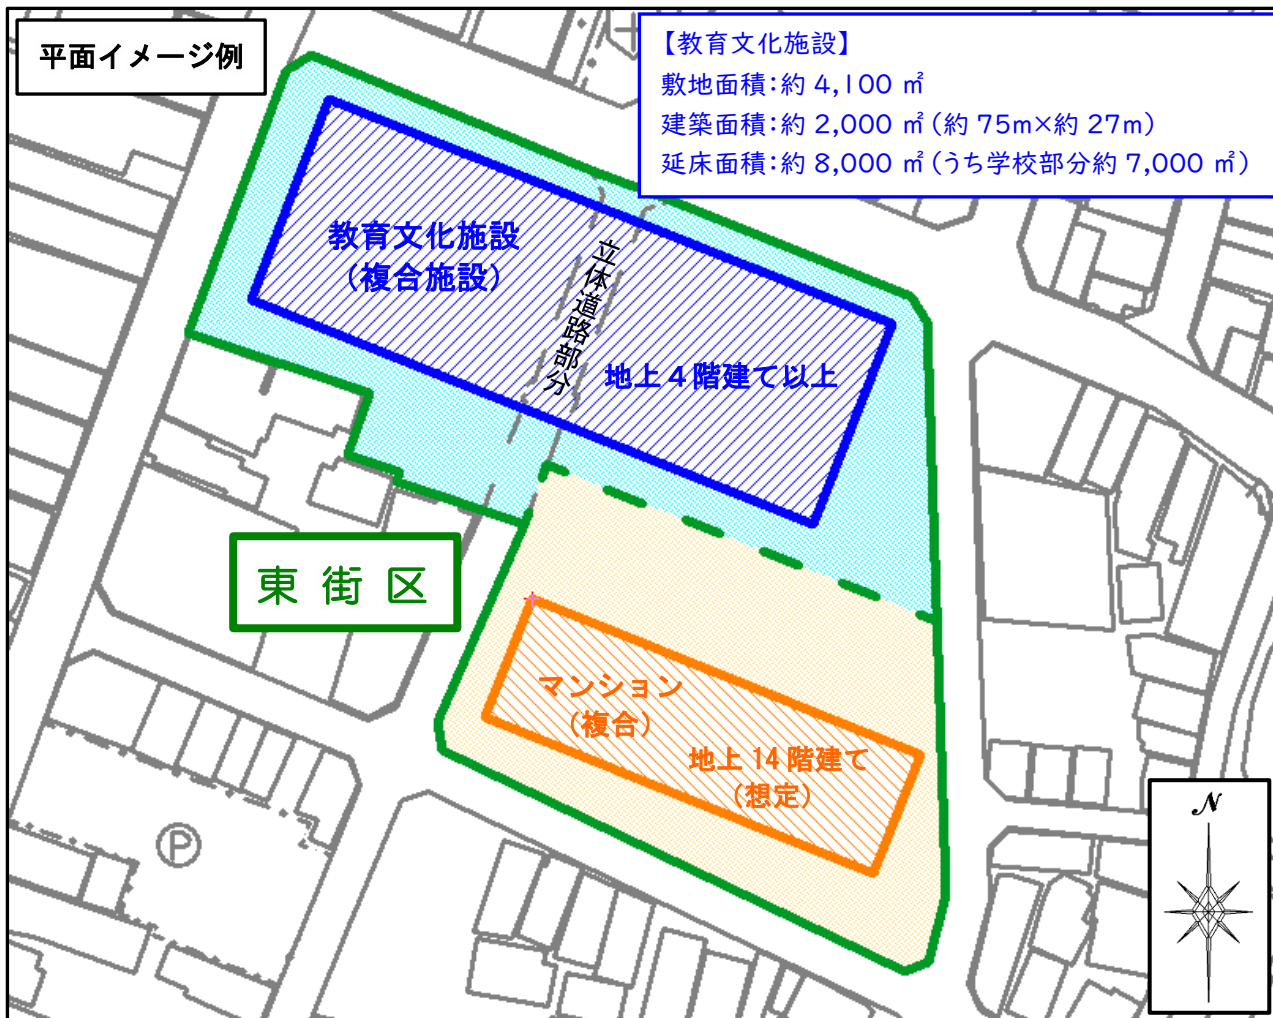 平面イメージ例
【教育文化施設】
敷地面積：約 4,100 ㎡
建築面積：約 2,000 ㎡（約 75m×約 27m）
延床面積：約 8,000 ㎡（うち学校部分約 7,000 ㎡）
教育文化施設
（複合施設）
立体道路部分
地上 4 階建て以上
東街区
マンション
（複合）
地上 14 階建て
（想定）
P
N